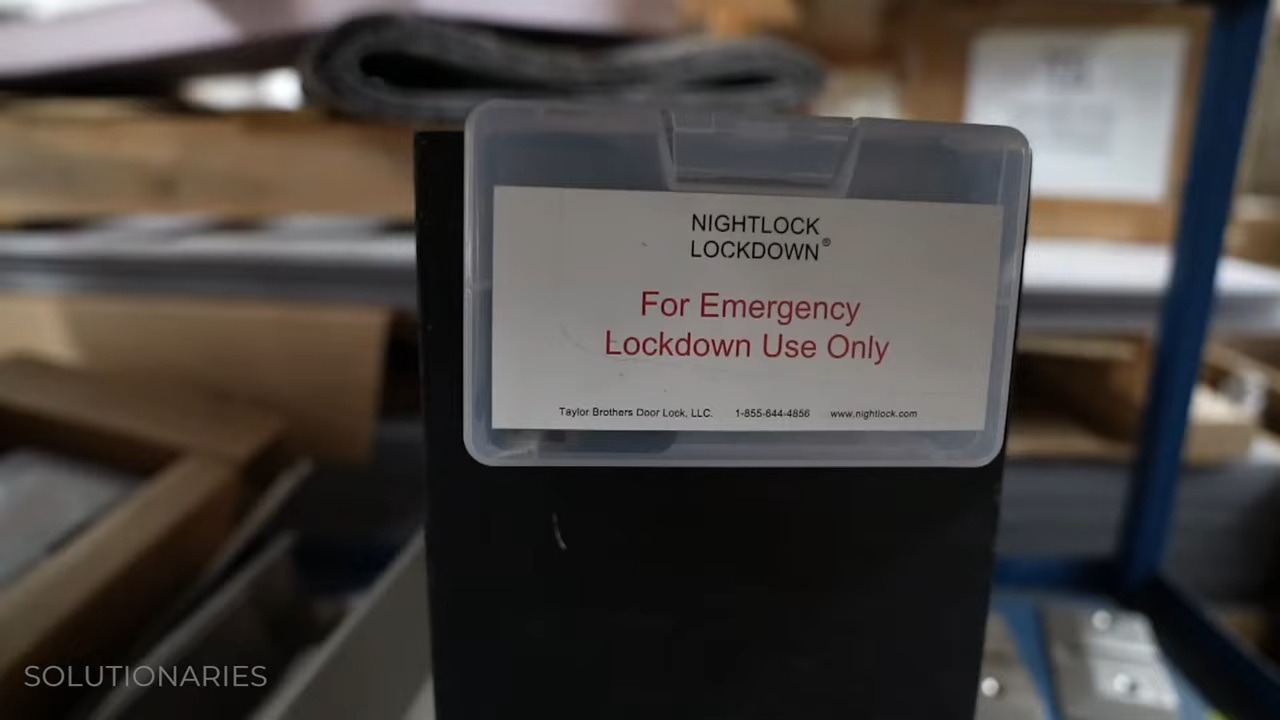 NIGHTLOCK
LOCKDOWN®
For Emergency
Lockdown Use Only
Taylor Brothers Door Lock, LLC. 1-855-644-4856 www.nightlock.com
SOLUTIONARIES